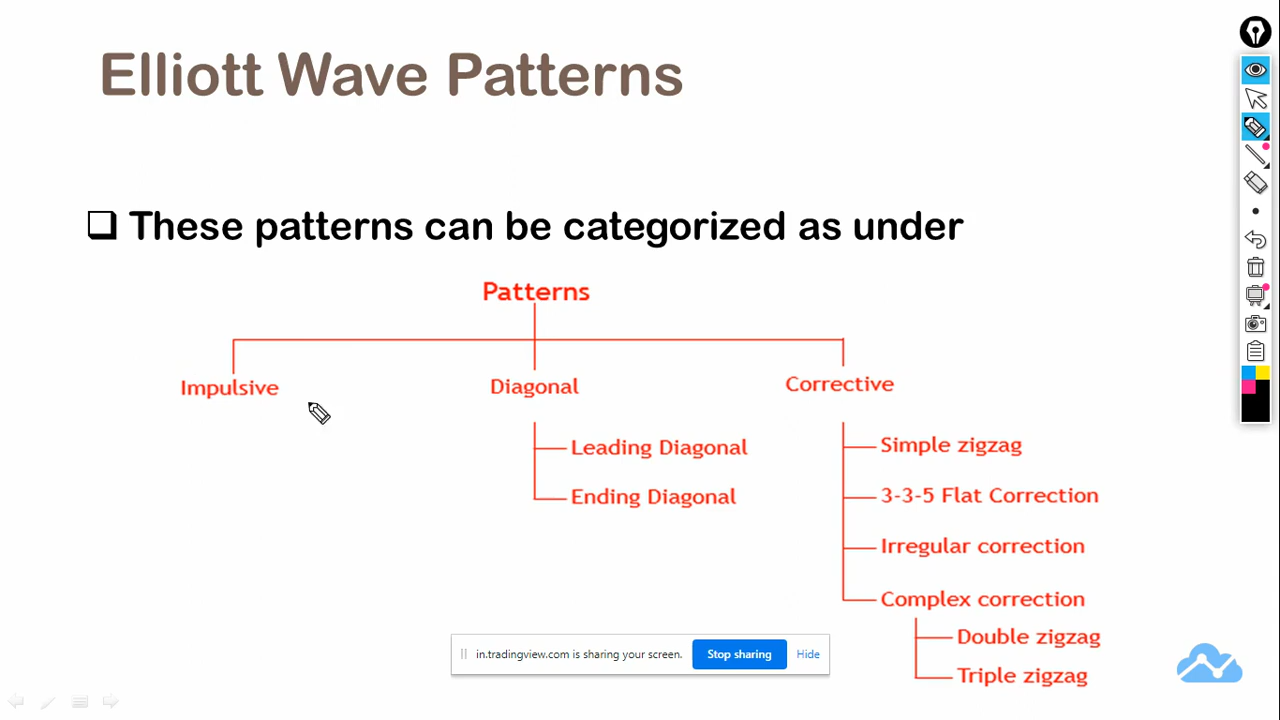 Elliott Wave Patterns
These patterns can be categorized as under
Patterns
Impulsive
Diagonal
Corrective
Leading Diagonal
Ending Diagonal
Simple zigzag
3-3-5 Flat Correction
Irregular correction
Complex correction
Double zigzag
Triple zigzag
in.tradingview.com is sharing your screen.
Stop sharing
Hide